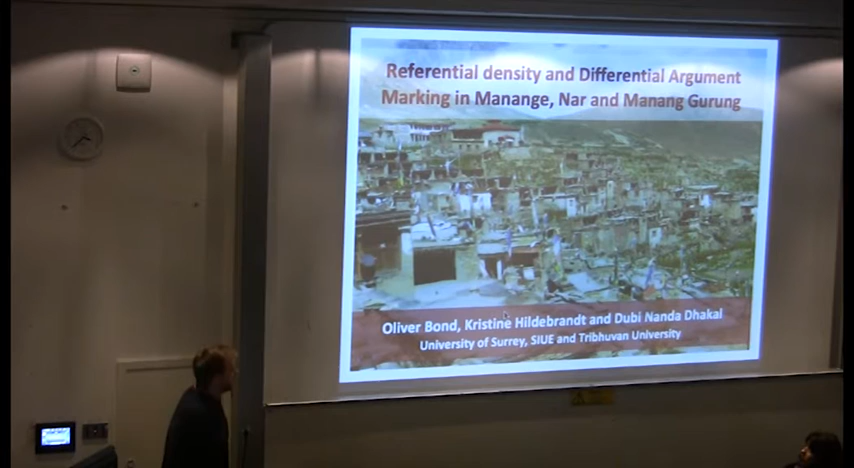 Referential density and Differential Argument
Marking in Manange, Nar and Manang Gurung
Oliver Bond, Kristine Hildebrandt and Dubi Nanda Dhakal
University of Surrey, SIUE and Tribhuvan University